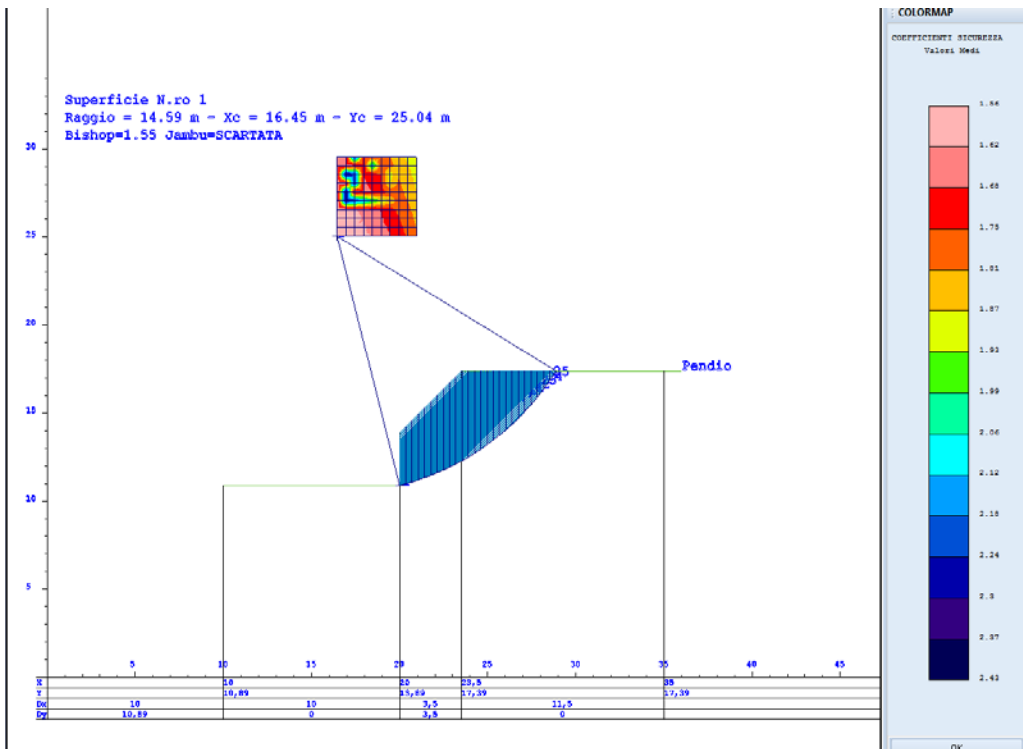 COLORMAP
COEFFICIENTI SICUREZZA
Valori Medi
Superficie N.ro 1
Raggio = 14.59 m - Xc = 16.45 m - Yc = 25.04 m
Bishop=1.55 Jambu=SCARTATA
30
25
20
15
10
5
Pendio
25
1.56
1.62
1.68
1.75
1.81
1.87
1.93
1.99
2.06
2.12
2.18
2.24
2.3
2.37
2.43
5 10 15 20 25 30 35 40 45
X 10 20 23,5 35
Y 10,89 13,89 17,39 17,39
Dx 10 10 3,5 11,5
Dy 10,89 0 3,5 0
OK